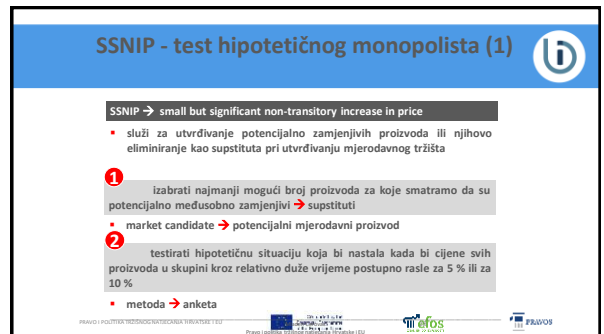 SSNIP - test hipotetičnog monopolista (1)
SSNIP → small but significant non-transitory increase in price
▪ služi za utvrđivanje potencijalno zamjenjivih proizvoda ili njihovo
eliminiranje kao supstituta pri utvrđivanju mjerodavnog tržišta
1
izabrati najmanji mogući broj proizvoda za koje smatramo da su
potencijalno međusobno zamjenjivi → supstituti
▪ market candidate → potencijalni mjerodavni proizvod
2
testirati hipotetičnu situaciju koja bi nastala kada bi cijene svih
proizvoda u skupini kroz relativno duže vrijeme postupno rasle za 5 % ili za
10 %
▪ metoda → anketa
PRAVO I POLITIKA TRŽIŠNOG NATJECANJA HRVATSKE I EU
efos
PRAVOS
Pravo i politika tržišnog natjecanja Hrvatske i EU